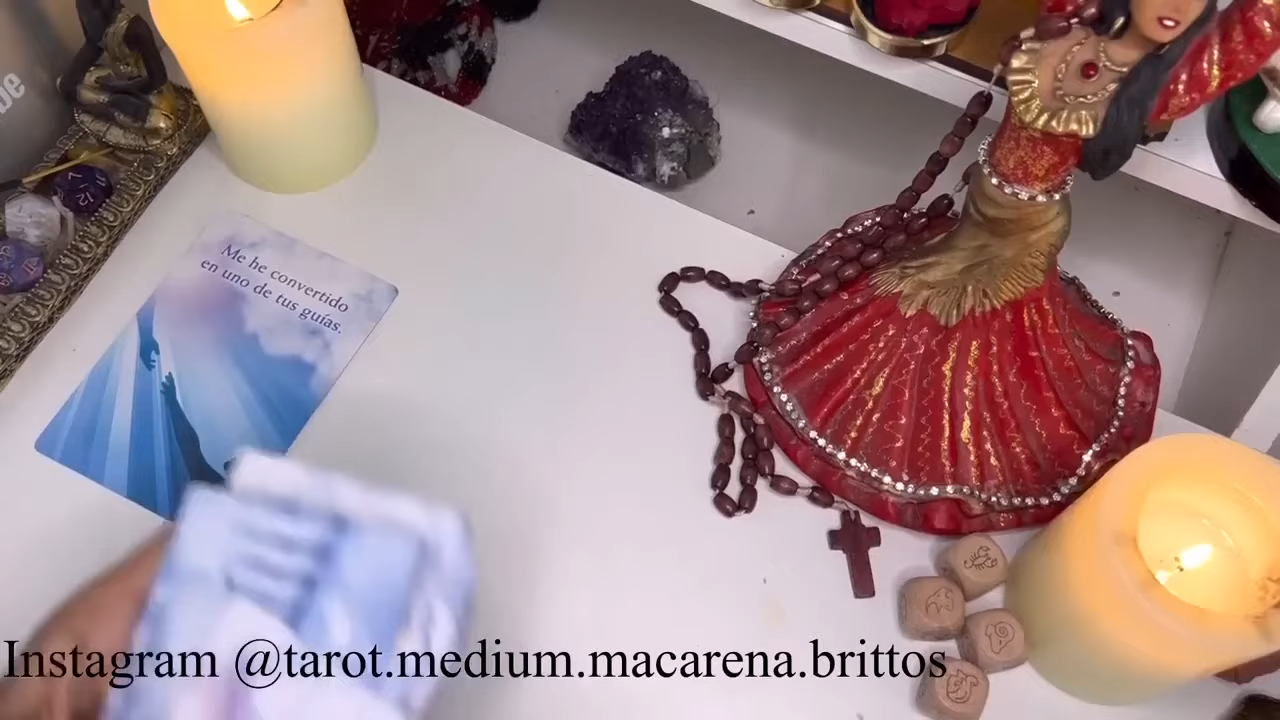 Me he convertido
en uno de tus guías.
Instagram @tarot.medium.macarena.brittos